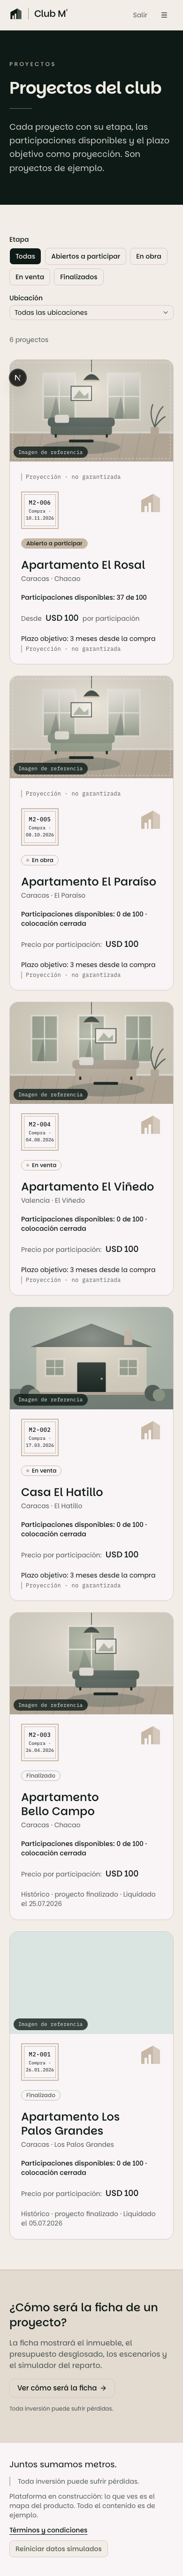 Club M²
Salir
PROYECTOS
Proyectos del club
Cada proyecto con su etapa, las
participaciones disponibles y el plazo
objetivo como proyección. Son
proyectos de ejemplo.
Etapa
Todas
Abiertos a participar
En obra
En venta
Finalizados
Ubicación
Todas las ubicaciones
6 proyectos
N
Imagen de referencia
Proyección · no garantizada
M2-006
Compra ·
10.11.2026
Abierto a participar
Apartamento El Rosal
Caracas · Chacao
Participaciones disponibles: 37 de 100
Desde USD 100 por participación
Plazo objetivo: 3 meses desde la compra
Proyección · no garantizada
Imagen de referencia
Proyección · no garantizada
M2-005
Compra ·
08.10.2026
En obra
Apartamento El Paraíso
Caracas · El Paraíso
Participaciones disponibles: 0 de 100 ·
colocación cerrada
Precio por participación: USD 100
Plazo objetivo: 3 meses desde la compra
Proyección · no garantizada
Imagen de referencia
M2-004
Compra ·
04.08.2026
En venta
Apartamento El Viñedo
Valencia · El Viñedo
Participaciones disponibles: 0 de 100 ·
colocación cerrada
Precio por participación: USD 100
Plazo objetivo: 3 meses desde la compra
Proyección · no garantizada
Imagen de referencia
M2-002
Compra ·
17.03.2026
En venta
Casa El Hatillo
Caracas · El Hatillo
Participaciones disponibles: 0 de 100 ·
colocación cerrada
Precio por participación: USD 100
Plazo objetivo: 3 meses desde la compra
Proyección · no garantizada
Imagen de referencia
M2-003
Compra ·
26.04.2026
Finalizado
Apartamento
Bello Campo
Caracas · Chacao
Participaciones disponibles: 0 de 100 ·
colocación cerrada
Precio por participación: USD 100
Histórico · proyecto finalizado · Liquidado
el 25.07.2026
Imagen de referencia
M2-001
Compra ·
26.01.2026
Finalizado
Apartamento Los
Palos Grandes
Caracas · Los Palos Grandes
Participaciones disponibles: 0 de 100 ·
colocación cerrada
Precio por participación: USD 100
Histórico · proyecto finalizado · Liquidado
el 05.07.2026
¿Cómo será la ficha de un
proyecto?
La ficha mostrará el inmueble, el
presupuesto desglosado, los escenarios y
el simulador del reparto.
Ver cómo será la ficha →
Toda inversión puede sufrir pérdidas.
Juntos sumamos metros.
Toda inversión puede sufrir pérdidas.
Plataforma en construcción: lo que ves es el
mapa del producto. Todo el contenido es de
ejemplo.
Términos y condiciones
Reiniciar datos simulados